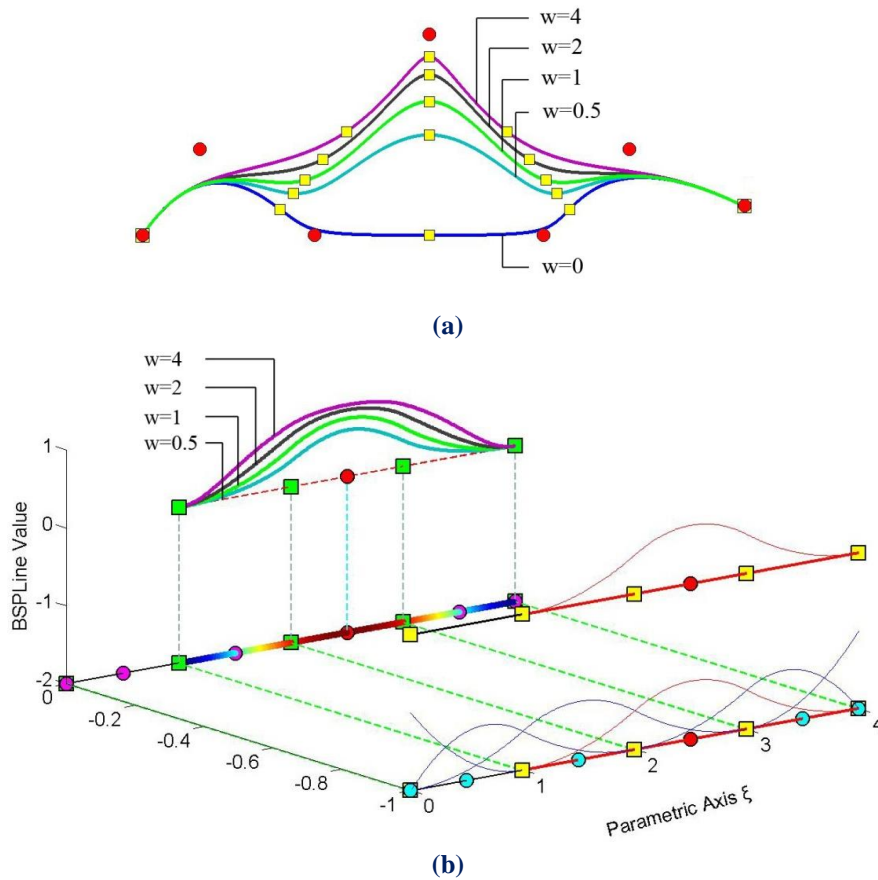 w=4
w=2
w=1
w=0.5
w=0
(a)
w=4
w=2
w=1
w=0.5
1
0
-1
-2
BSPLine Value
0
-0.2
-0.4
-0.6
-0.8
-1
0
1
2
3
4
Parametric Axis ξ
(b)